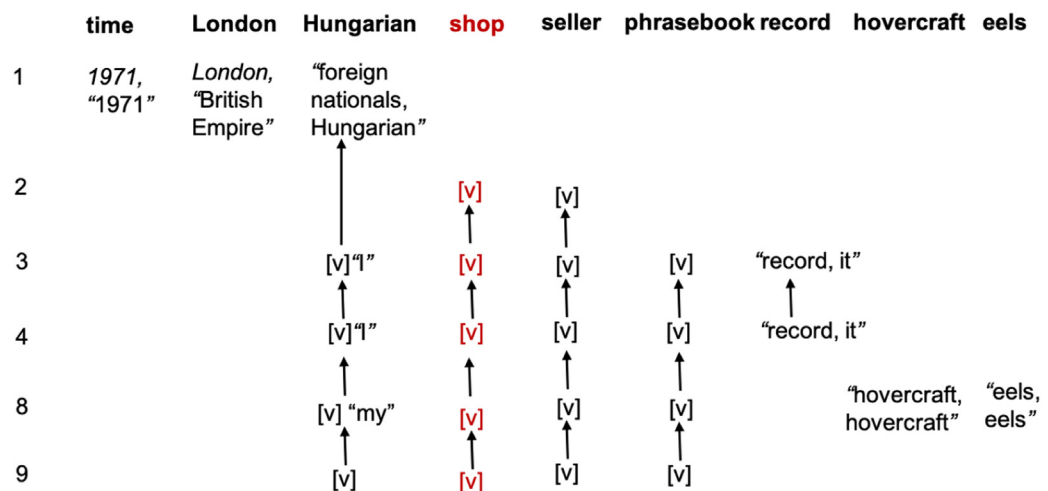 time London Hungarian shop seller phrasebook record hovercraft eels
1 1971, London, “foreign
“1971” “British nationals,
Empire” Hungarian”
2 [v] [v]
3 [v]“I” [v] [v] [v] “record, it”
4 [v]“I” [v] [v] [v] “record, it”
8 [v] “my” [v] [v] [v] “hovercraft, “eels,
hovercraft” eels”
9 [v] [v] [v] [v]